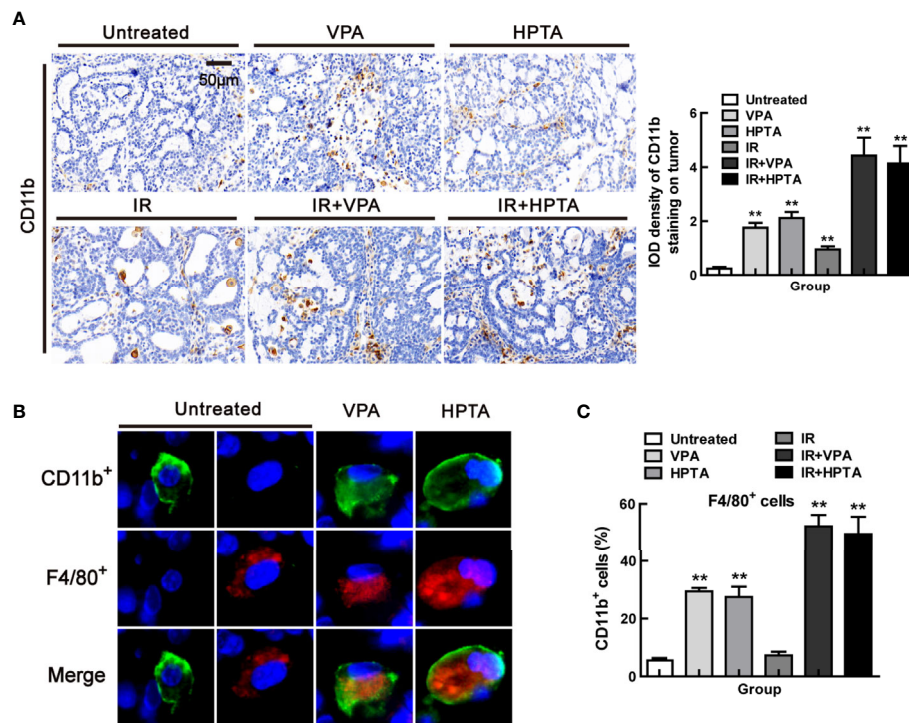 A
Untreated
VPA
HPTA
50μm
CD11b
IR
IR+VPA
IR+HPTA
IOD density of CD11b
staining on tumor
6
4
2
0
Untreated
VPA
HPTA
IR
IR+VPA
IR+HPTA
**
**
**
**
**
Group
B
Untreated
VPA
HPTA
CD11b+
F4/80+
Merge
C
Untreated
VPA
HPTA
IR
IR+VPA
IR+HPTA
F4/80+ cells
CD11b+ cells (%)
60
40
20
0
**
**
**
**
Group